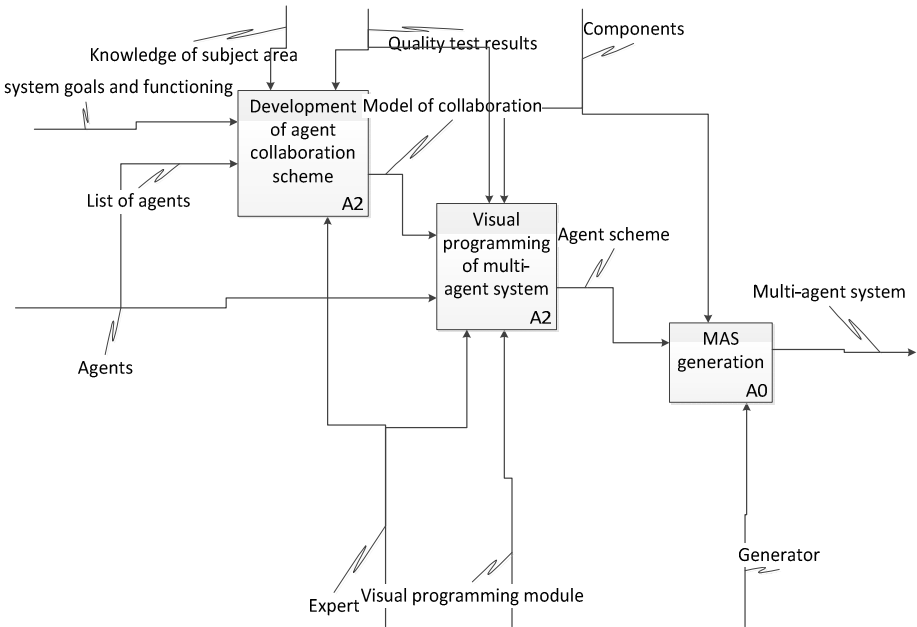 Components
Quality test results
Knowledge of subject area
system goals and functioning
Development
of agent
collaboration
scheme
A2
Model of collaboration
List of agents
Visual
programming
of multi-
agent system
A2
Agent scheme
Multi-agent system
MAS
generation
A0
Agents
Generator
Expert
Visual programming module